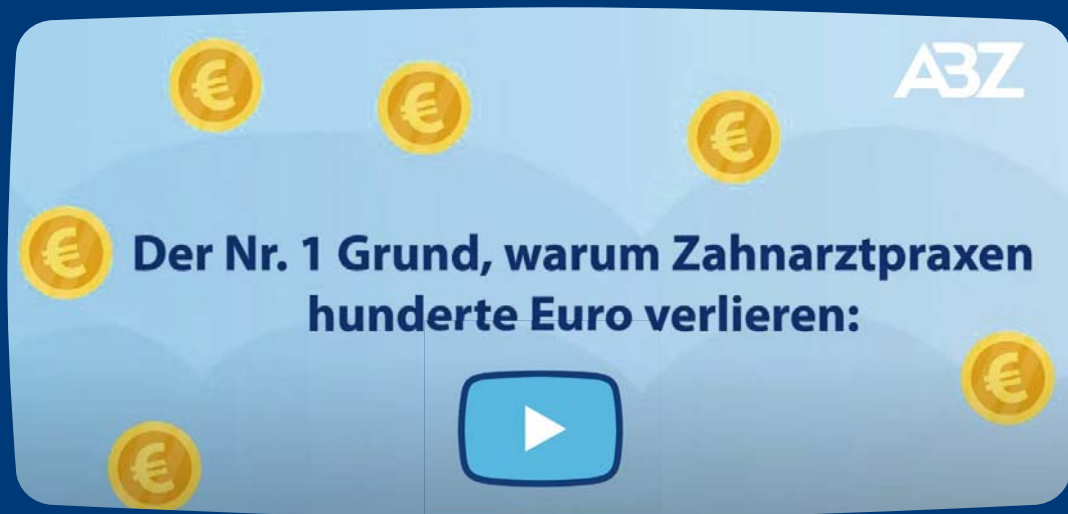 ABZ
Der Nr. 1 Grund, warum Zahnarztpraxen
hunderte Euro verlieren:
€
€
€
€
€
€